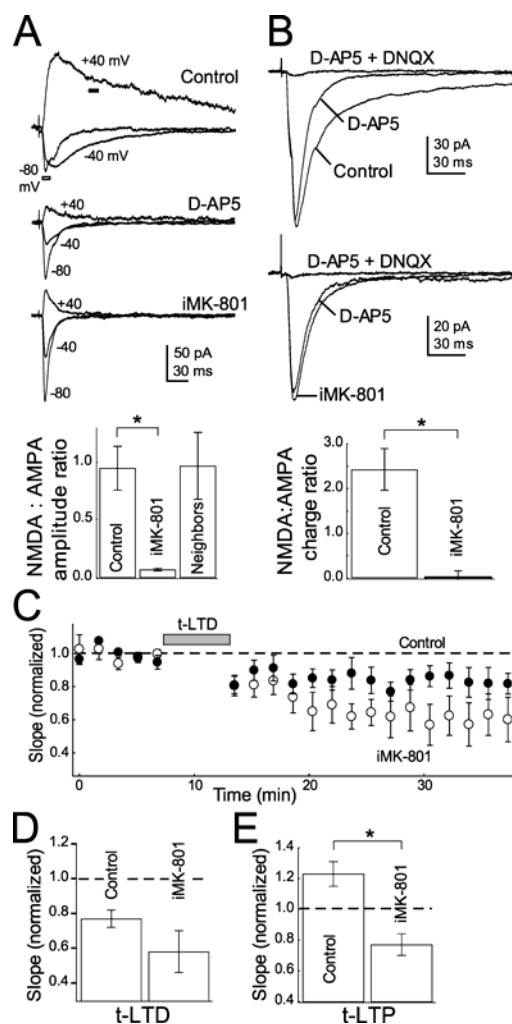 A
+40 mV
Control
-40 mV
-80
mV
+40
D-AP5
-40
-80
+40
iMK-801
-40
-80
50 pA
30 ms
NMDA : AMPA
amplitude ratio
1.0
0.5
0.0
*
Control
iMK-801
Neighbors
B
D-AP5 + DNQX
D-AP5
Control
30 pA
30 ms
D-AP5 + DNQX
D-AP5
iMK-801
20 pA
30 ms
NMDA:AMPA
charge ratio
3.0
2.0
1.0
0.0
*
Control
iMK-801
C
t-LTD
Slope (normalized)
1.0
0.8
0.6
0.4
Control
iMK-801
0
10
20
30
Time (min)
D
Slope (normalized)
1.2
1.0
0.8
0.6
0.4
Control
iMK-801
t-LTD
E
Slope (normalized)
1.4
1.2
1.0
0.8
0.6
0.4
*
Control
iMK-801
t-LTP